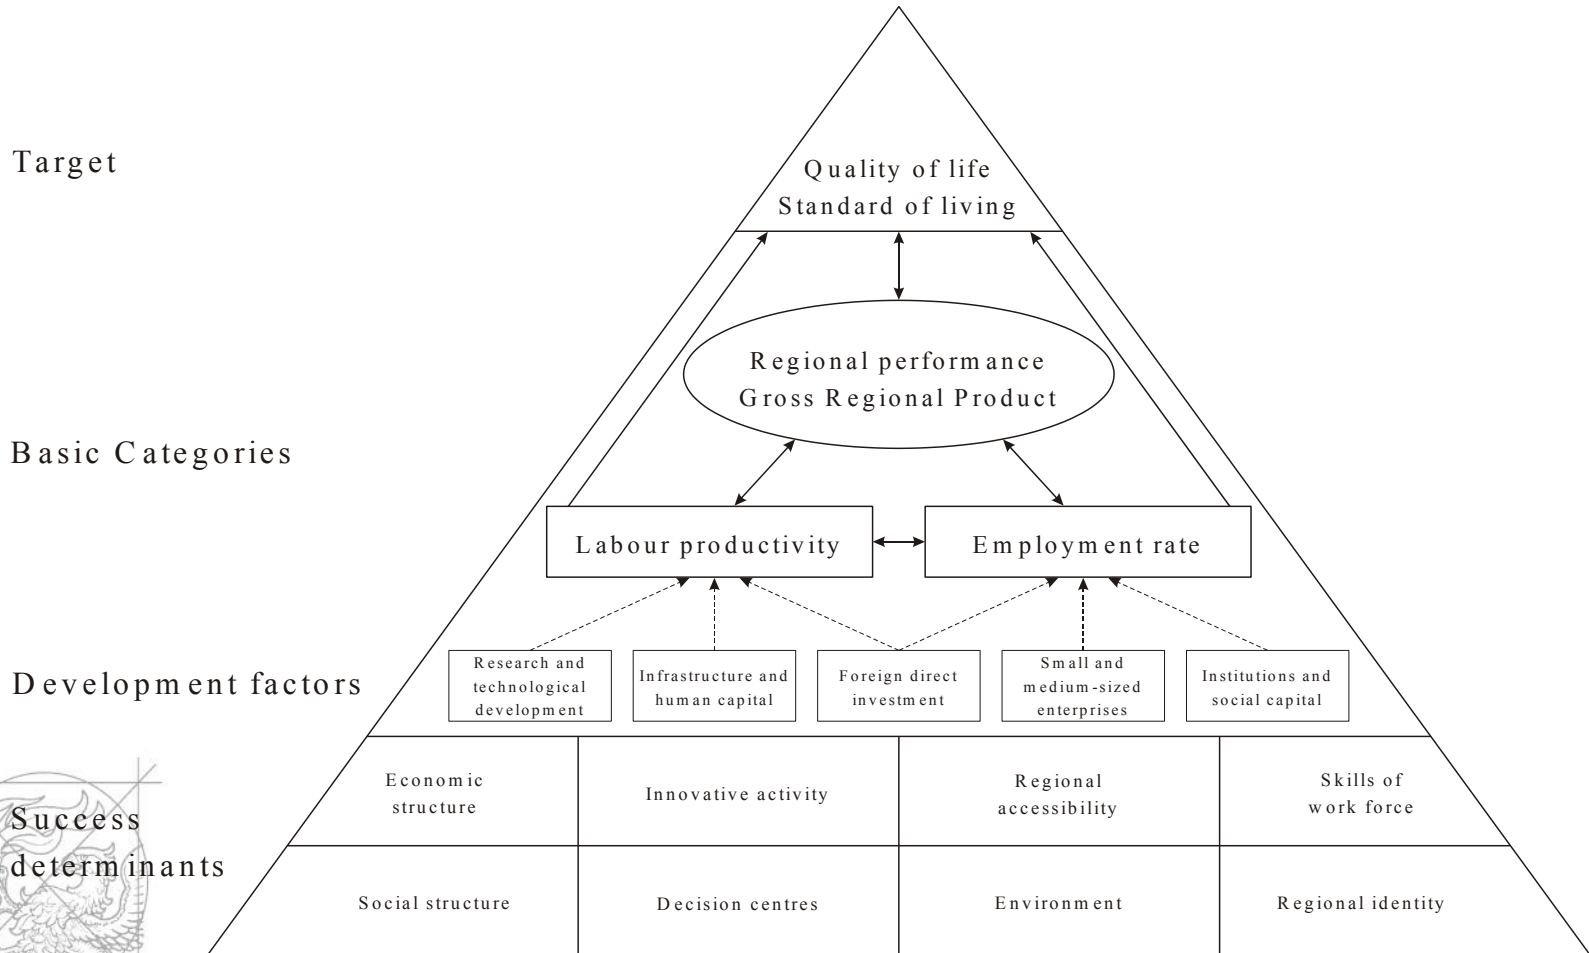 Target
Quality of life
Standard of living
Regional performance
Gross Regional Product
Basic Categories
Labour productivity
Employment rate
Development factors
Research and
technological
development
Infrastructure and
human capital
Foreign direct
investment
Small and
medium-sized
enterprises
Institutions and
social capital
Success
determinants
Economic
structure
Innovative activity
Regional
accessibility
Skills of
work force
Social structure
Decision centres
Environment
Regional identity